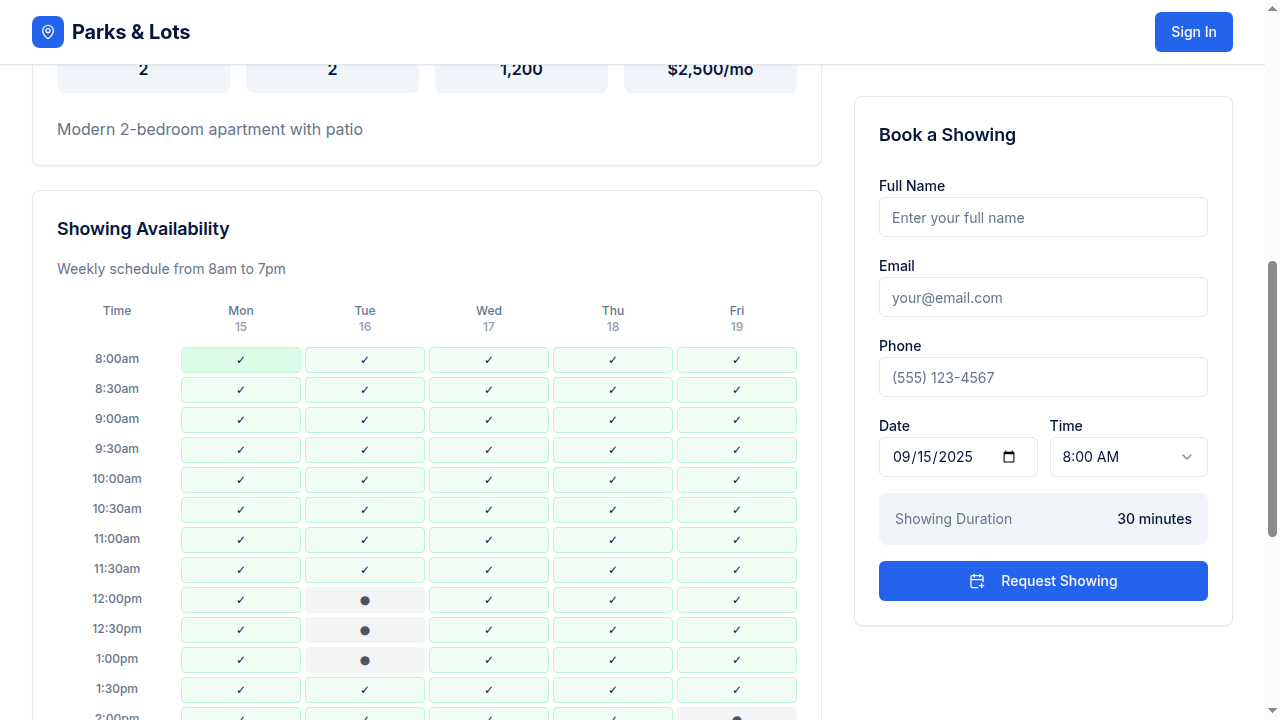 Parks & Lots
Sign In
2 2 1,200 $2,500/mo
Modern 2-bedroom apartment with patio
Showing Availability
Weekly schedule from 8am to 7pm
Time Mon Tue Wed Thu Fri
15 16 17 18 19
8:00am ✓ ✓ ✓ ✓ ✓
8:30am ✓ ✓ ✓ ✓ ✓
9:00am ✓ ✓ ✓ ✓ ✓
9:30am ✓ ✓ ✓ ✓ ✓
10:00am ✓ ✓ ✓ ✓ ✓
10:30am ✓ ✓ ✓ ✓ ✓
11:00am ✓ ✓ ✓ ✓ ✓
11:30am ✓ ✓ ✓ ✓ ✓
12:00pm ✓ ● ✓ ✓ ✓
12:30pm ✓ ● ✓ ✓ ✓
1:00pm ✓ ● ✓ ✓ ✓
1:30pm ✓ ✓ ✓ ✓ ✓
2:00pm ✓ ✓ ✓ ✓ ●
Book a Showing
Full Name
Enter your full name
Email
your@email.com
Phone
(555) 123-4567
Date Time
09/15/2025 8:00 AM
Showing Duration 30 minutes
Request Showing